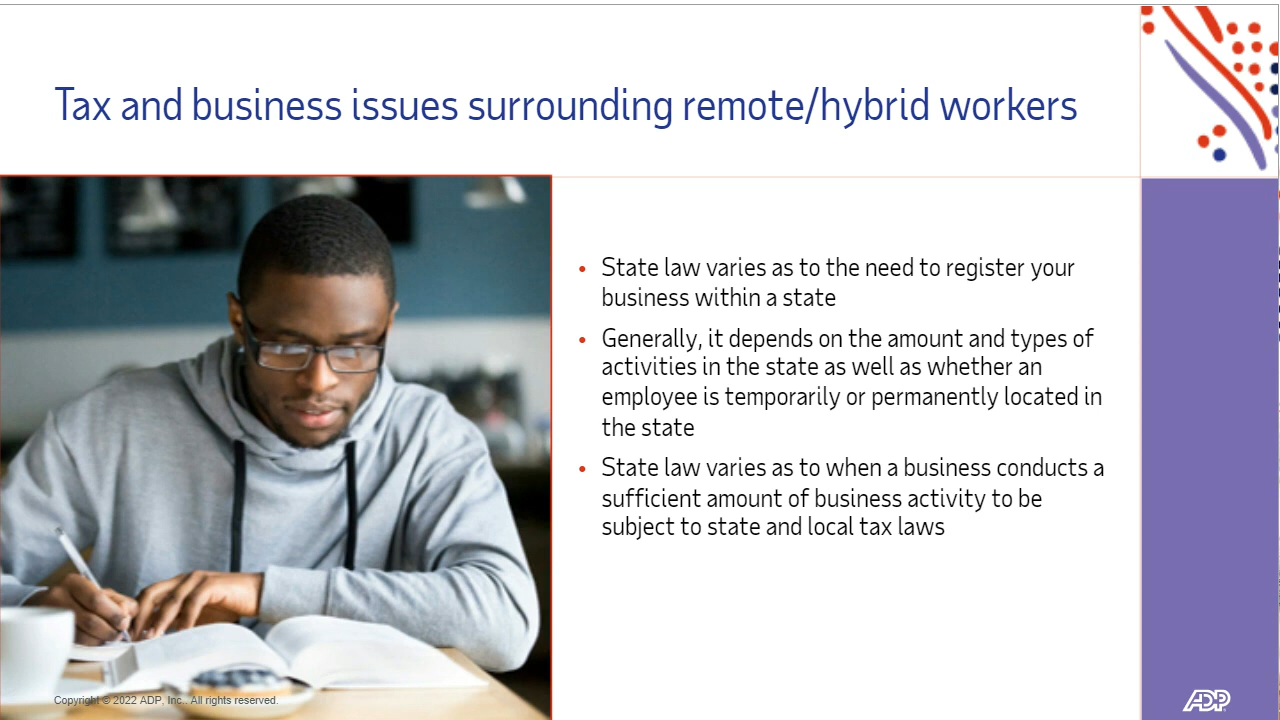 Tax and business issues surrounding remote/hybrid workers
• State law varies as to the need to register your
business within a state
• Generally, it depends on the amount and types of
activities in the state as well as whether an
employee is temporarily or permanently located in
the state
• State law varies as to when a business conducts a
sufficient amount of business activity to be
subject to state and local tax laws
Copyright © 2022 ADP, Inc.. All rights reserved.
ADP